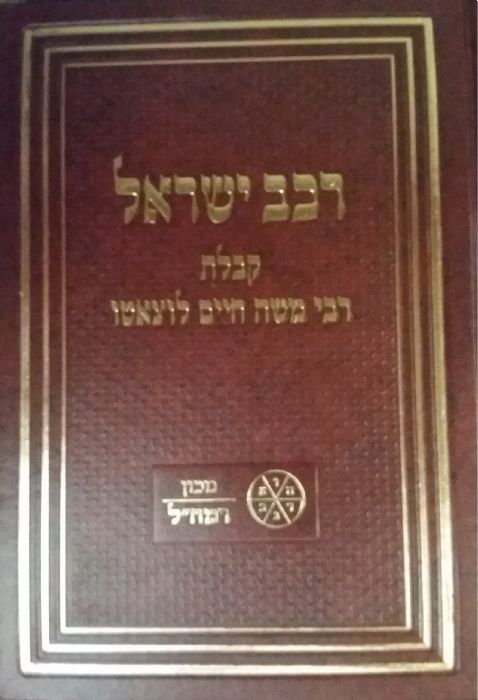 רכב ישראל
קבלת
רבי משה חיים לוצאטו
מכון
רמח"ל